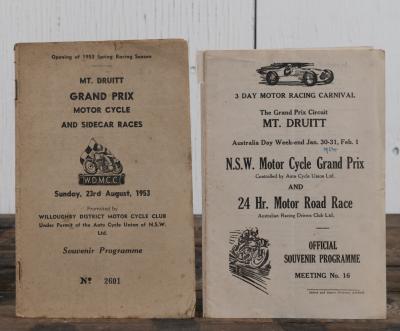 Opening of 1953 Spring Racing Season
MT. DRUITT
GRAND PRIX
MOTOR CYCLE
AND SIDECAR RACES
W.D.M.C.C.
Sunday, 23rd August, 1953
Promoted by
WILLOUGHBY DISTRICT MOTOR CYCLE CLUB
Under Permit of the Auto Cycle Union of N.S.W.
Ltd.
Souvenir Programme
No 2601
3 DAY MOTOR RACING CARNIVAL
The Grand Prix Circuit
MT. DRUITT
Australia Day Week-end Jan. 30-31, Feb. 1
1954
N.S.W. Motor Cycle Grand Prix
Controlled by Auto Cycle Union Ltd.
AND
24 Hr. Motor Road Race
Australian Racing Drivers Club Ltd.
OFFICIAL
SOUVENIR PROGRAMME
MEETING No. 16